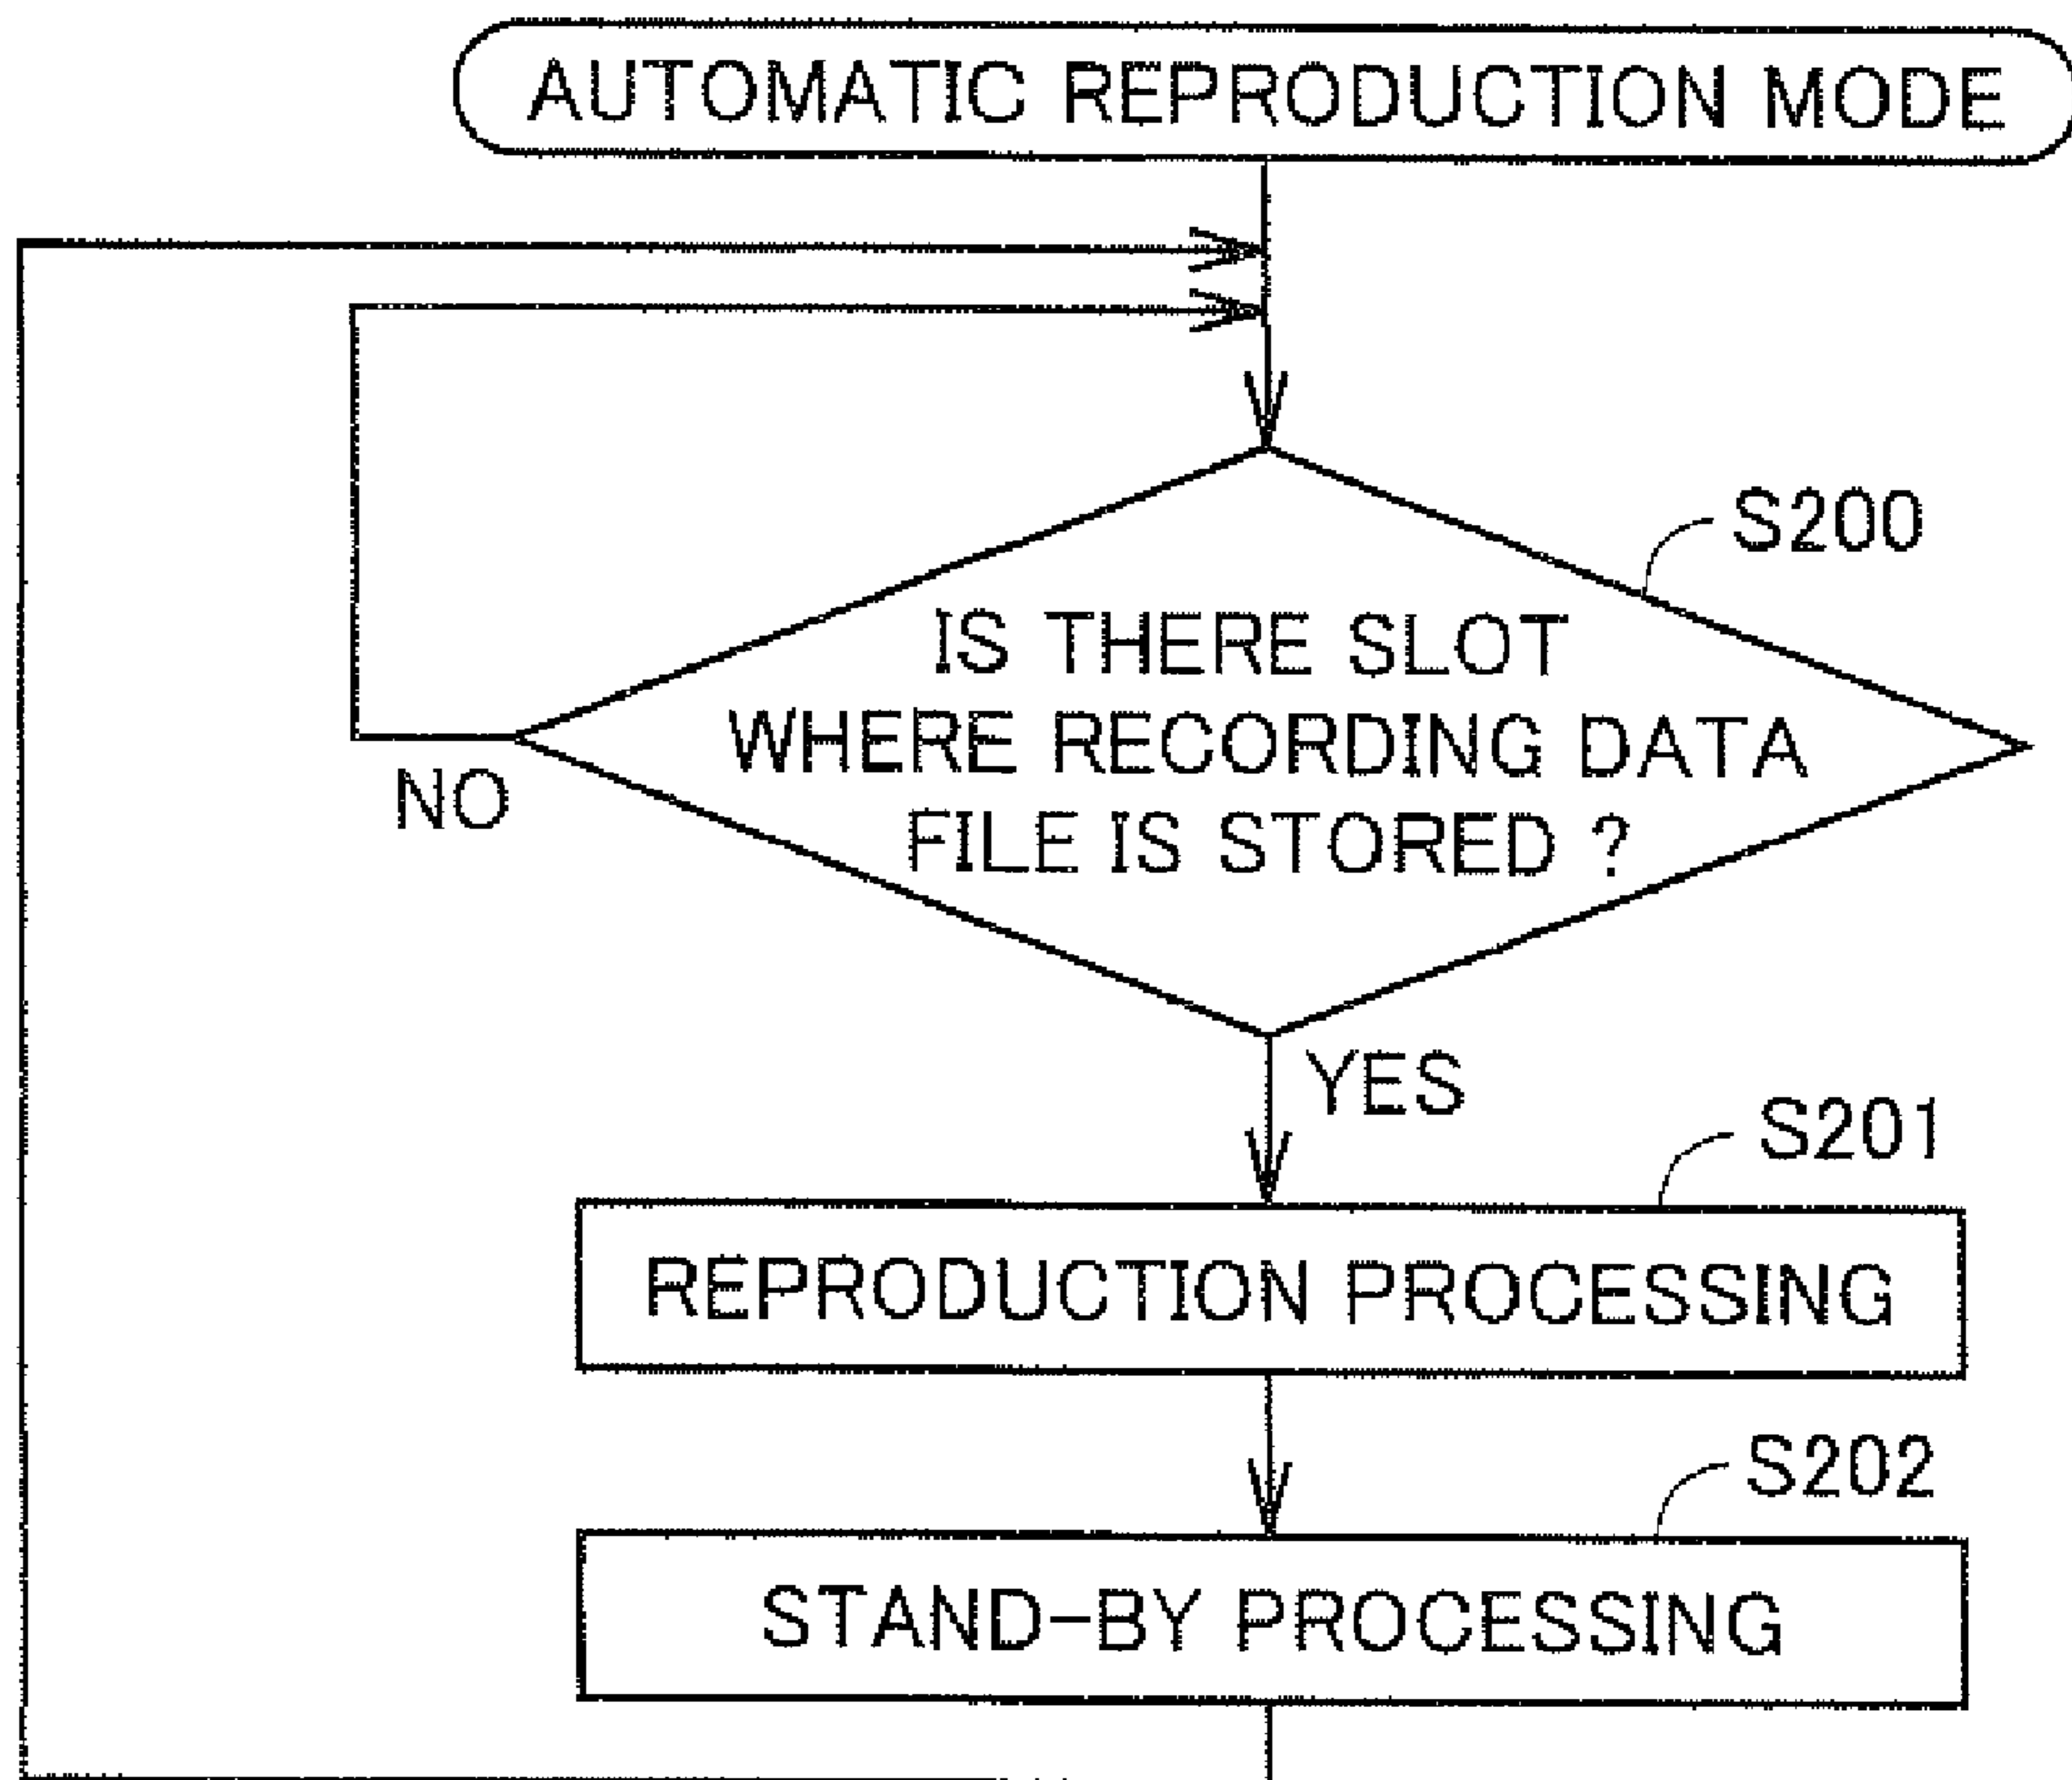 AUTOMATIC REPRODUCTION MODE
S200
IS THERE SLOT
WHERE RECORDING DATA
FILE IS STORED ?
NO
YES
S201
REPRODUCTION PROCESSING
S202
STAND-BY PROCESSING